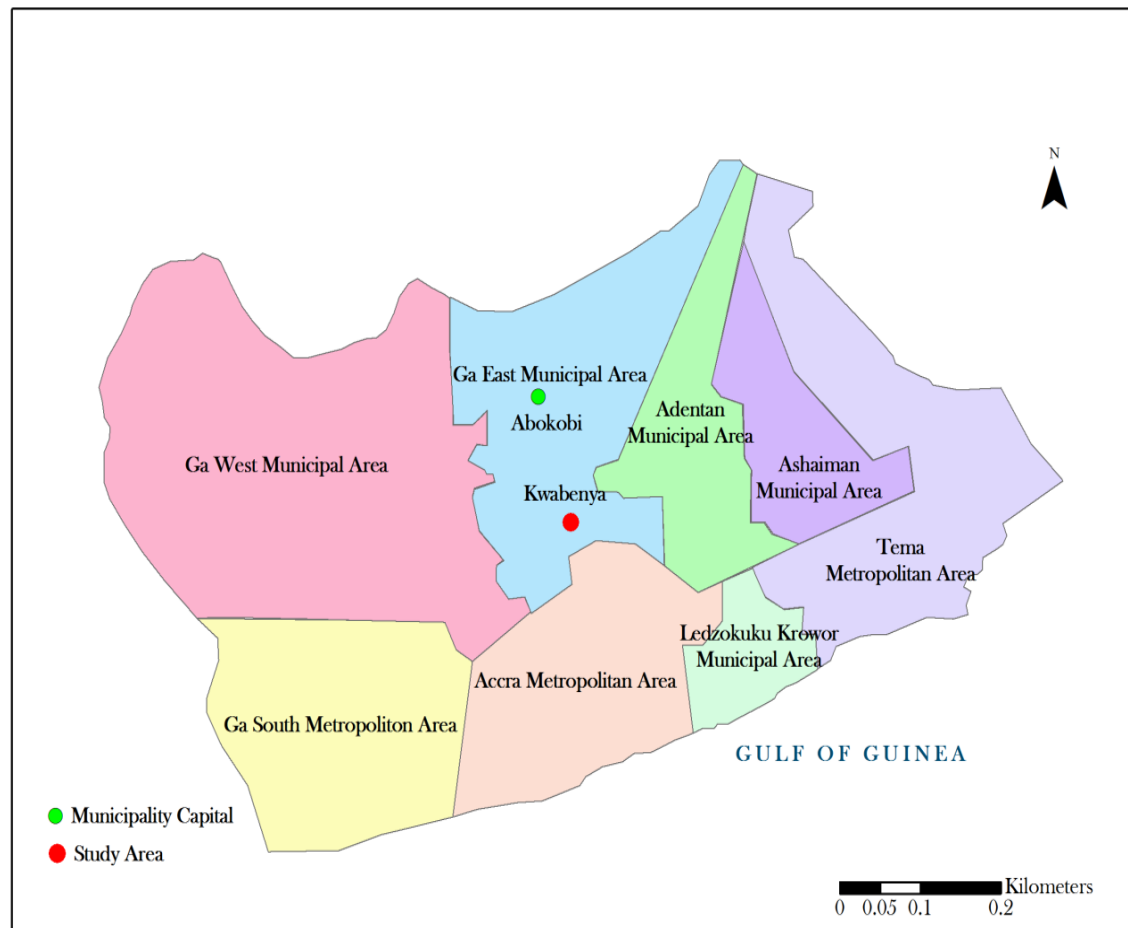 N
Ga East Municipal Area
Abokobi
Adentan
Municipal Area
Ga West Municipal Area
Ashaiman
Municipal Area
Kwabenya
Tema
Metropolitan Area
Ledzokuku Krowor
Municipal Area
Accra Metropolitan Area
Ga South Metropoliton Area
GULF OF GUINEA
Municipality Capital
Study Area
Kilometers
0 0.05 0.1 0.2